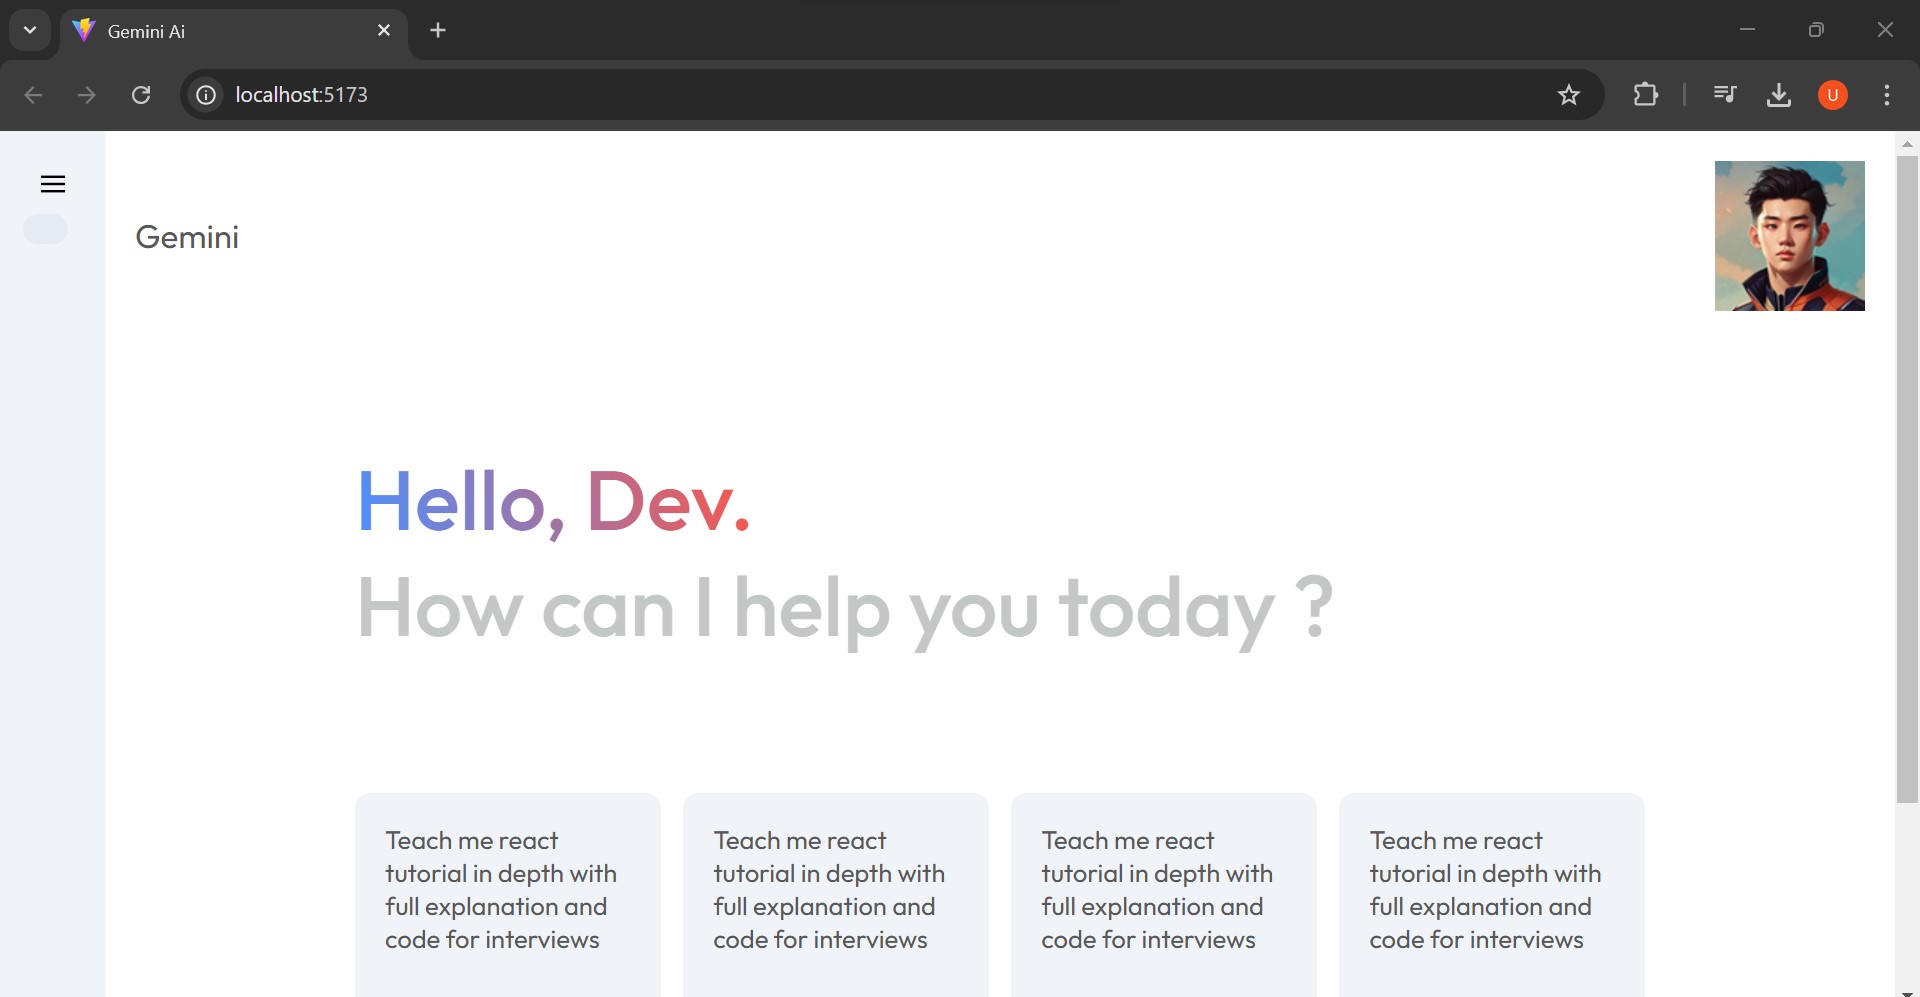 Gemini Ai
localhost:5173
U
Gemini
Hello, Dev.
How can I help you today ?
Teach me react
tutorial in depth with
full explanation and
code for interviews
Teach me react
tutorial in depth with
full explanation and
code for interviews
Teach me react
tutorial in depth with
full explanation and
code for interviews
Teach me react
tutorial in depth with
full explanation and
code for interviews